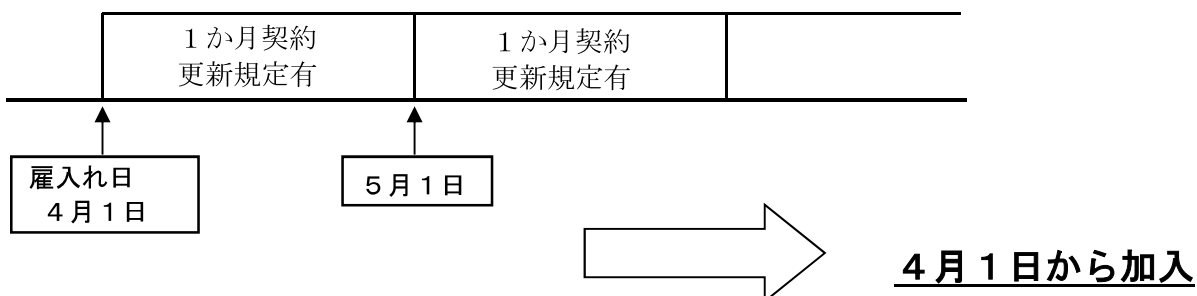 １か月契約
更新規定有
１か月契約
更新規定有
雇入れ日
４月１日
５月１日
４月１日から加入